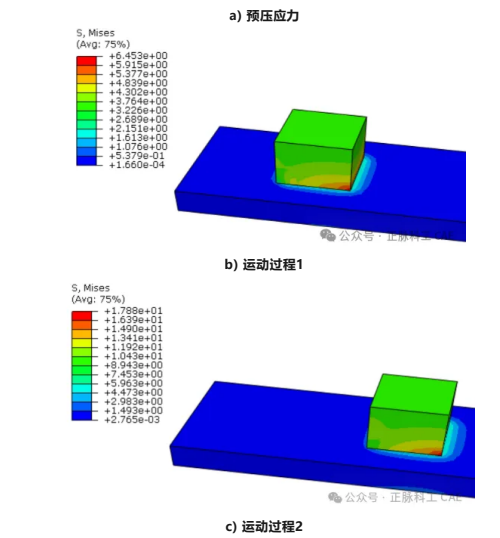 a) 预压应力
S, Mises
(Avg: 75%)
+6.453e+00
+5.915e+00
+5.377e+00
+4.839e+00
+4.302e+00
+3.764e+00
+3.226e+00
+2.689e+00
+2.151e+00
+1.613e+00
+1.076e+00
+5.379e-01
+1.660e-04
公众号 · 正脉科工 CAE
b) 运动过程1
S, Mises
(Avg: 75%)
+1.788e+01
+1.639e+01
+1.490e+01
+1.341e+01
+1.192e+01
+1.043e+01
+8.943e+00
+7.453e+00
+5.963e+00
+4.473e+00
+2.983e+00
+1.493e+00
+2.765e-03
公众号 · 正脉科工 CAE
c) 运动过程2